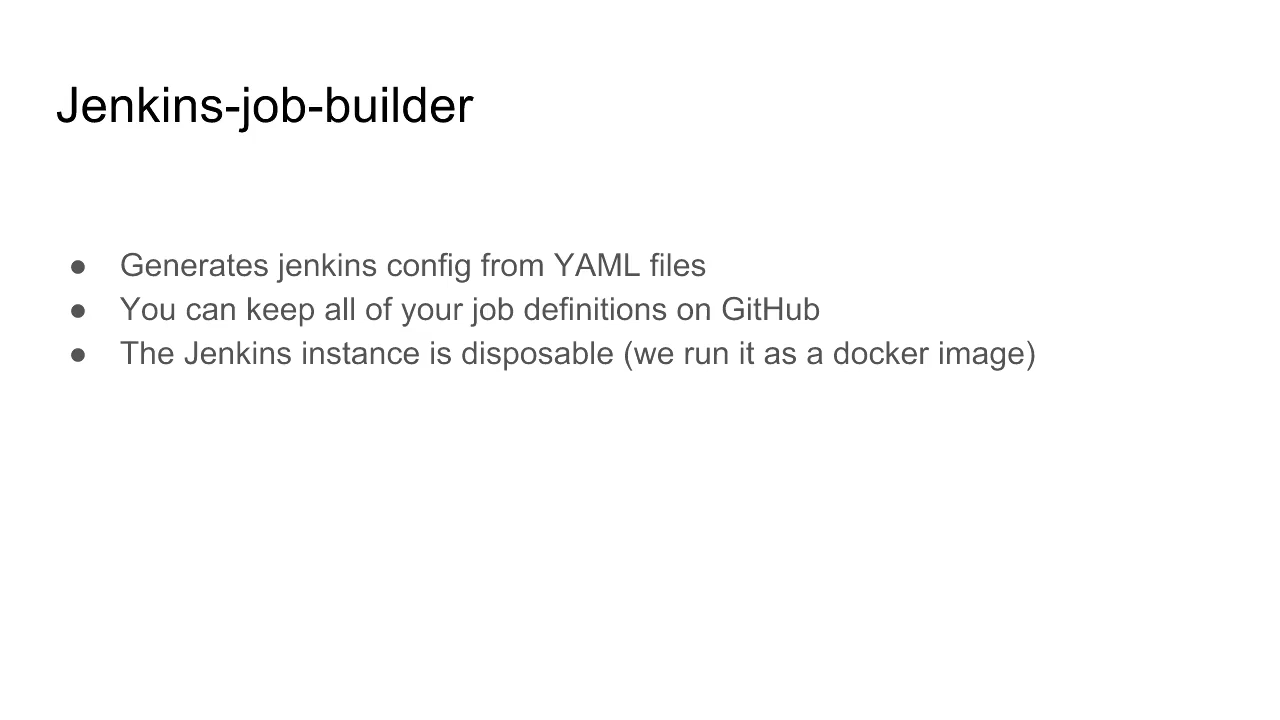 Jenkins-job-builder
● Generates jenkins config from YAML files
● You can keep all of your job definitions on GitHub
● The Jenkins instance is disposable (we run it as a docker image)